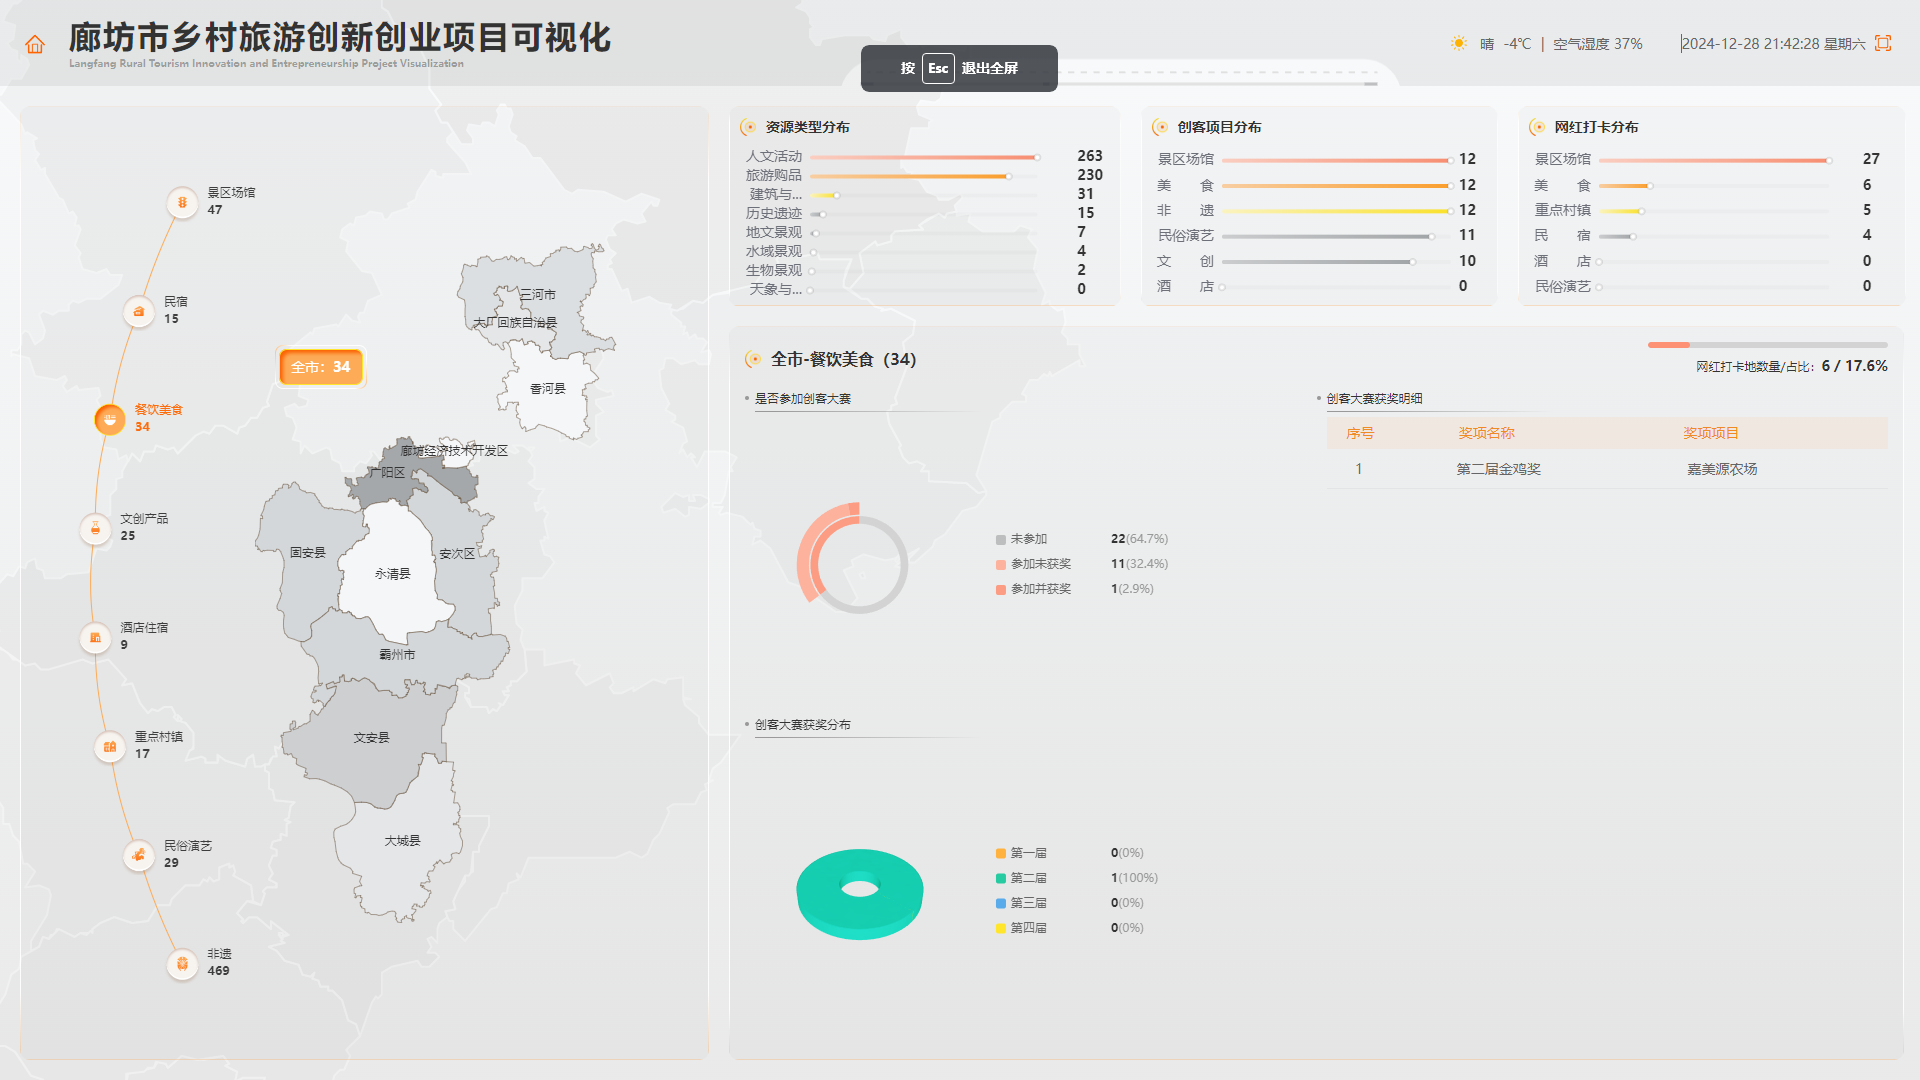 廊坊市乡村旅游创新创业项目可视化
Langfang Rural Tourism Innovation and Entrepreneurship Project Visualization
按 Esc 退出全屏
晴 -4℃ | 空气湿度 37%
2024-12-28 21:42:28 星期六
景区场馆
47
民宿
15
餐饮美食
34
文创产品
25
酒店住宿
9
重点村镇
17
民俗演艺
29
非遗
469
全市：34
三河市
大厂回族自治县
香河县
廊坊经济技术开发区
广阳区
固安县
安次区
永清县
霸州市
文安县
大城县
资源类型分布
人文活动 263
旅游购品 230
建筑与... 31
历史遗迹 15
地文景观 7
水域景观 4
生物景观 2
天象与... 0
创客项目分布
景区场馆 12
美 食 12
非 遗 12
民俗演艺 11
文 创 10
酒 店 0
网红打卡分布
景区场馆 27
美 食 6
重点村镇 5
民 宿 4
酒 店 0
民俗演艺 0
全市-餐饮美食（34）
网红打卡地数量/占比：6 / 17.6%
是否参加创客大赛
未参加 22(64.7%)
参加未获奖 11(32.4%)
参加并获奖 1(2.9%)
创客大赛获奖明细
序号 奖项名称 奖项项目
1 第二届金鸡奖 嘉美源农场
创客大赛获奖分布
第一届 0(0%)
第二届 1(100%)
第三届 0(0%)
第四届 0(0%)